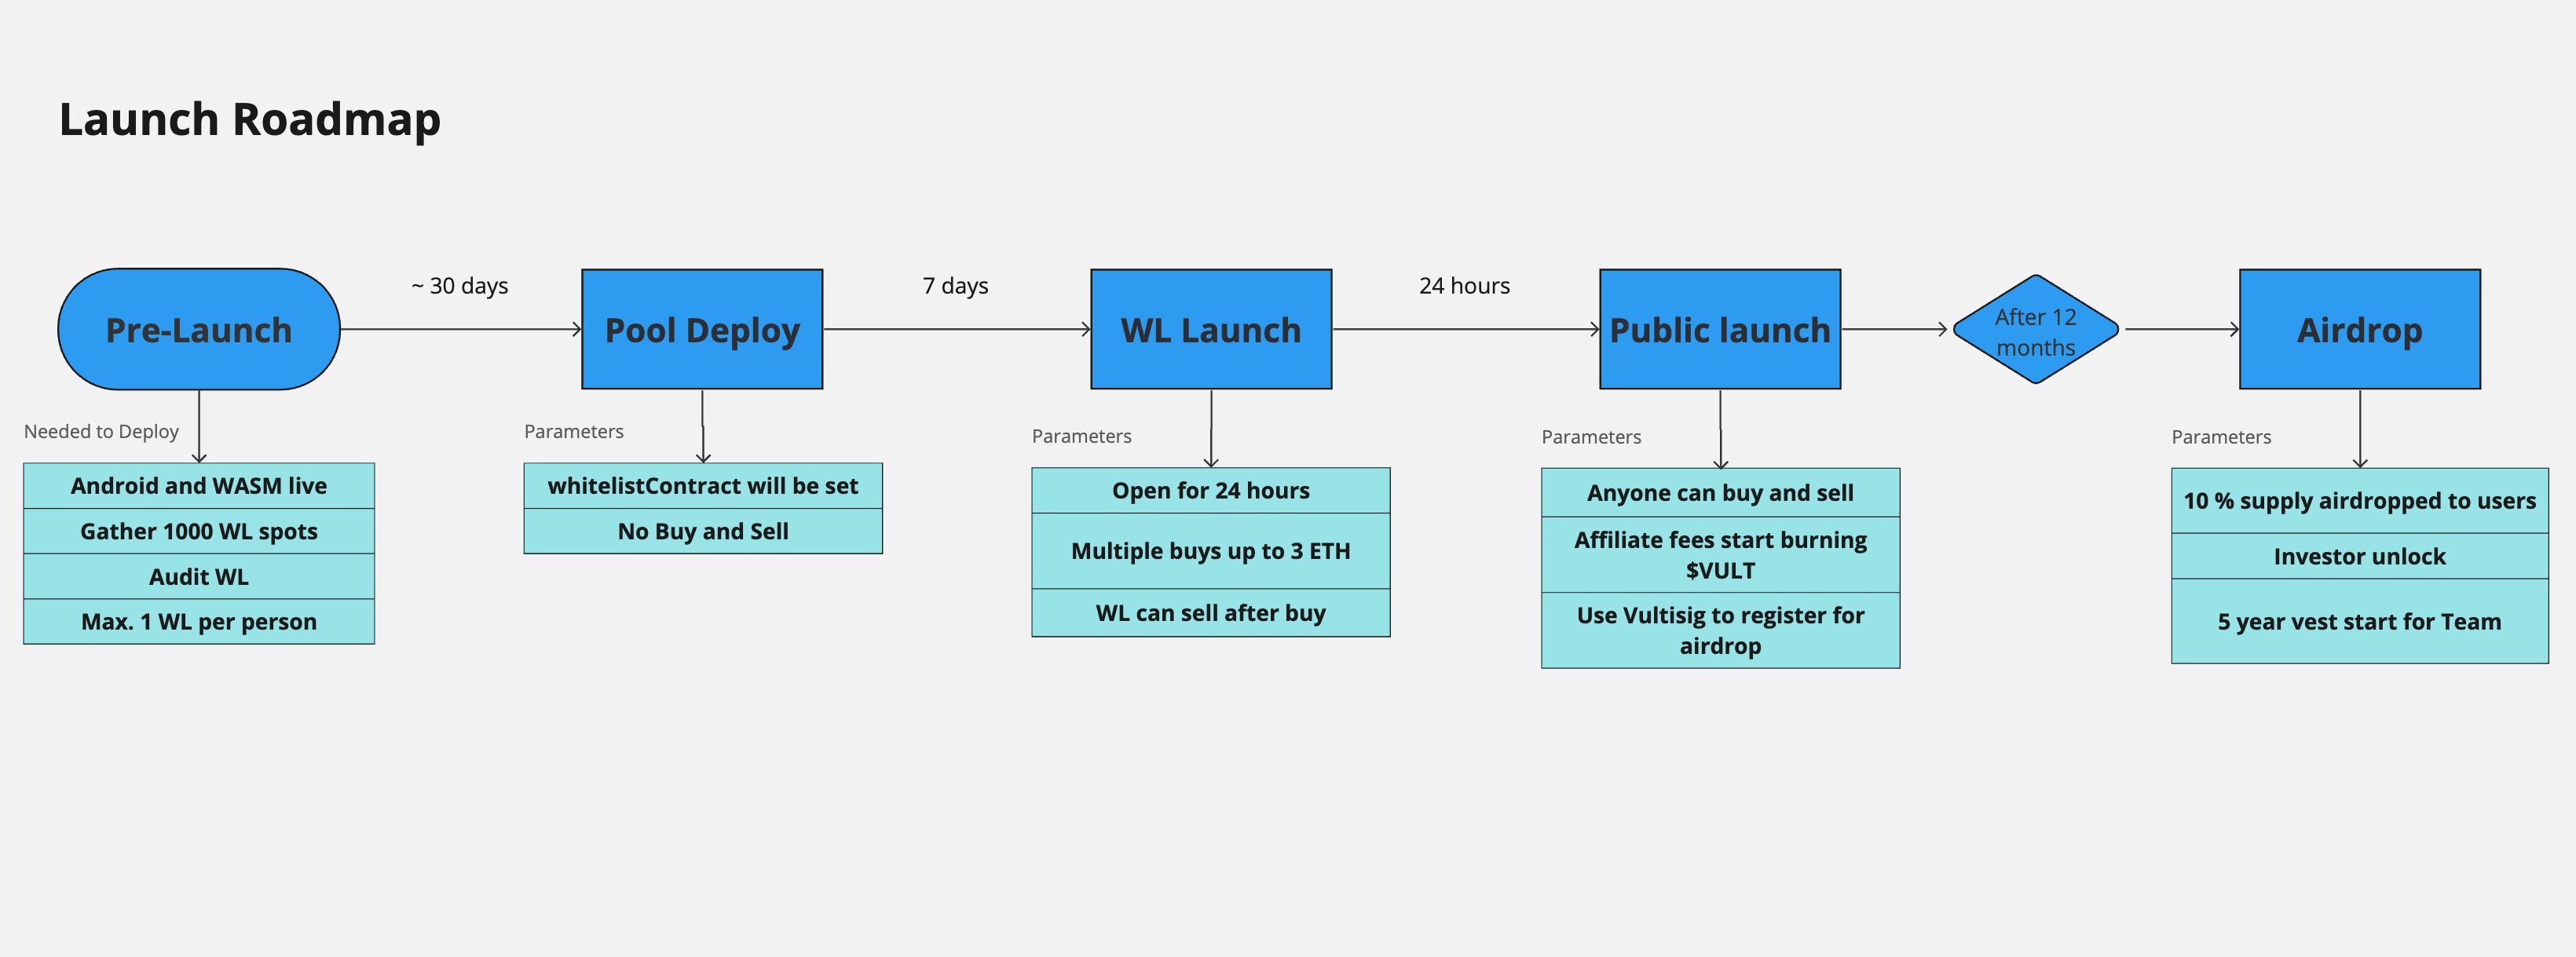 Launch Roadmap
Pre-Launch
~ 30 days
Pool Deploy
7 days
WL Launch
24 hours
Public launch
After 12
months
Airdrop
Needed to Deploy
Android and WASM live
Gather 1000 WL spots
Audit WL
Max. 1 WL per person
Parameters
whitelistContract will be set
No Buy and Sell
Parameters
Open for 24 hours
Multiple buys up to 3 ETH
WL can sell after buy
Parameters
Anyone can buy and sell
Affiliate fees start burning
$VULT
Use Vultisig to register for
airdrop
Parameters
10 % supply airdropped to users
Investor unlock
5 year vest start for Team